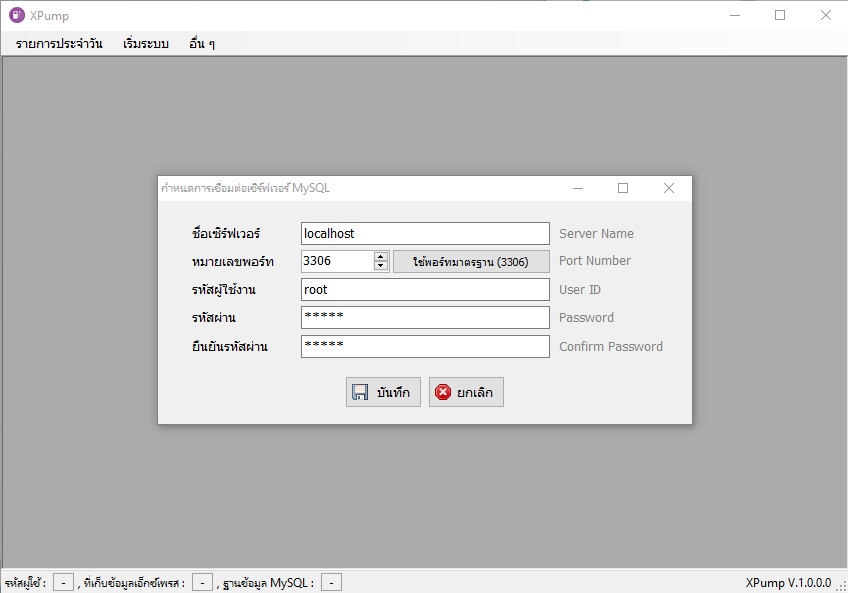 XPump
รายการประจำวัน เริ่มระบบ อื่น ๆ
กำหนดการเชื่อมต่อเซิร์ฟเวอร์ MySQL
ชื่อเซิร์ฟเวอร์ localhost Server Name
หมายเลขพอร์ท 3306 ใช้พอร์ทมาตรฐาน (3306) Port Number
รหัสผู้ใช้งาน root User ID
รหัสผ่าน ***** Password
ยืนยันรหัสผ่าน ***** Confirm Password
บันทึก ยกเลิก
รหัสผู้ใช้ : - , ที่เก็บข้อมูลเอ็กซ์เพรส : - , ฐานข้อมูล MySQL : - XPump V.1.0.0.0